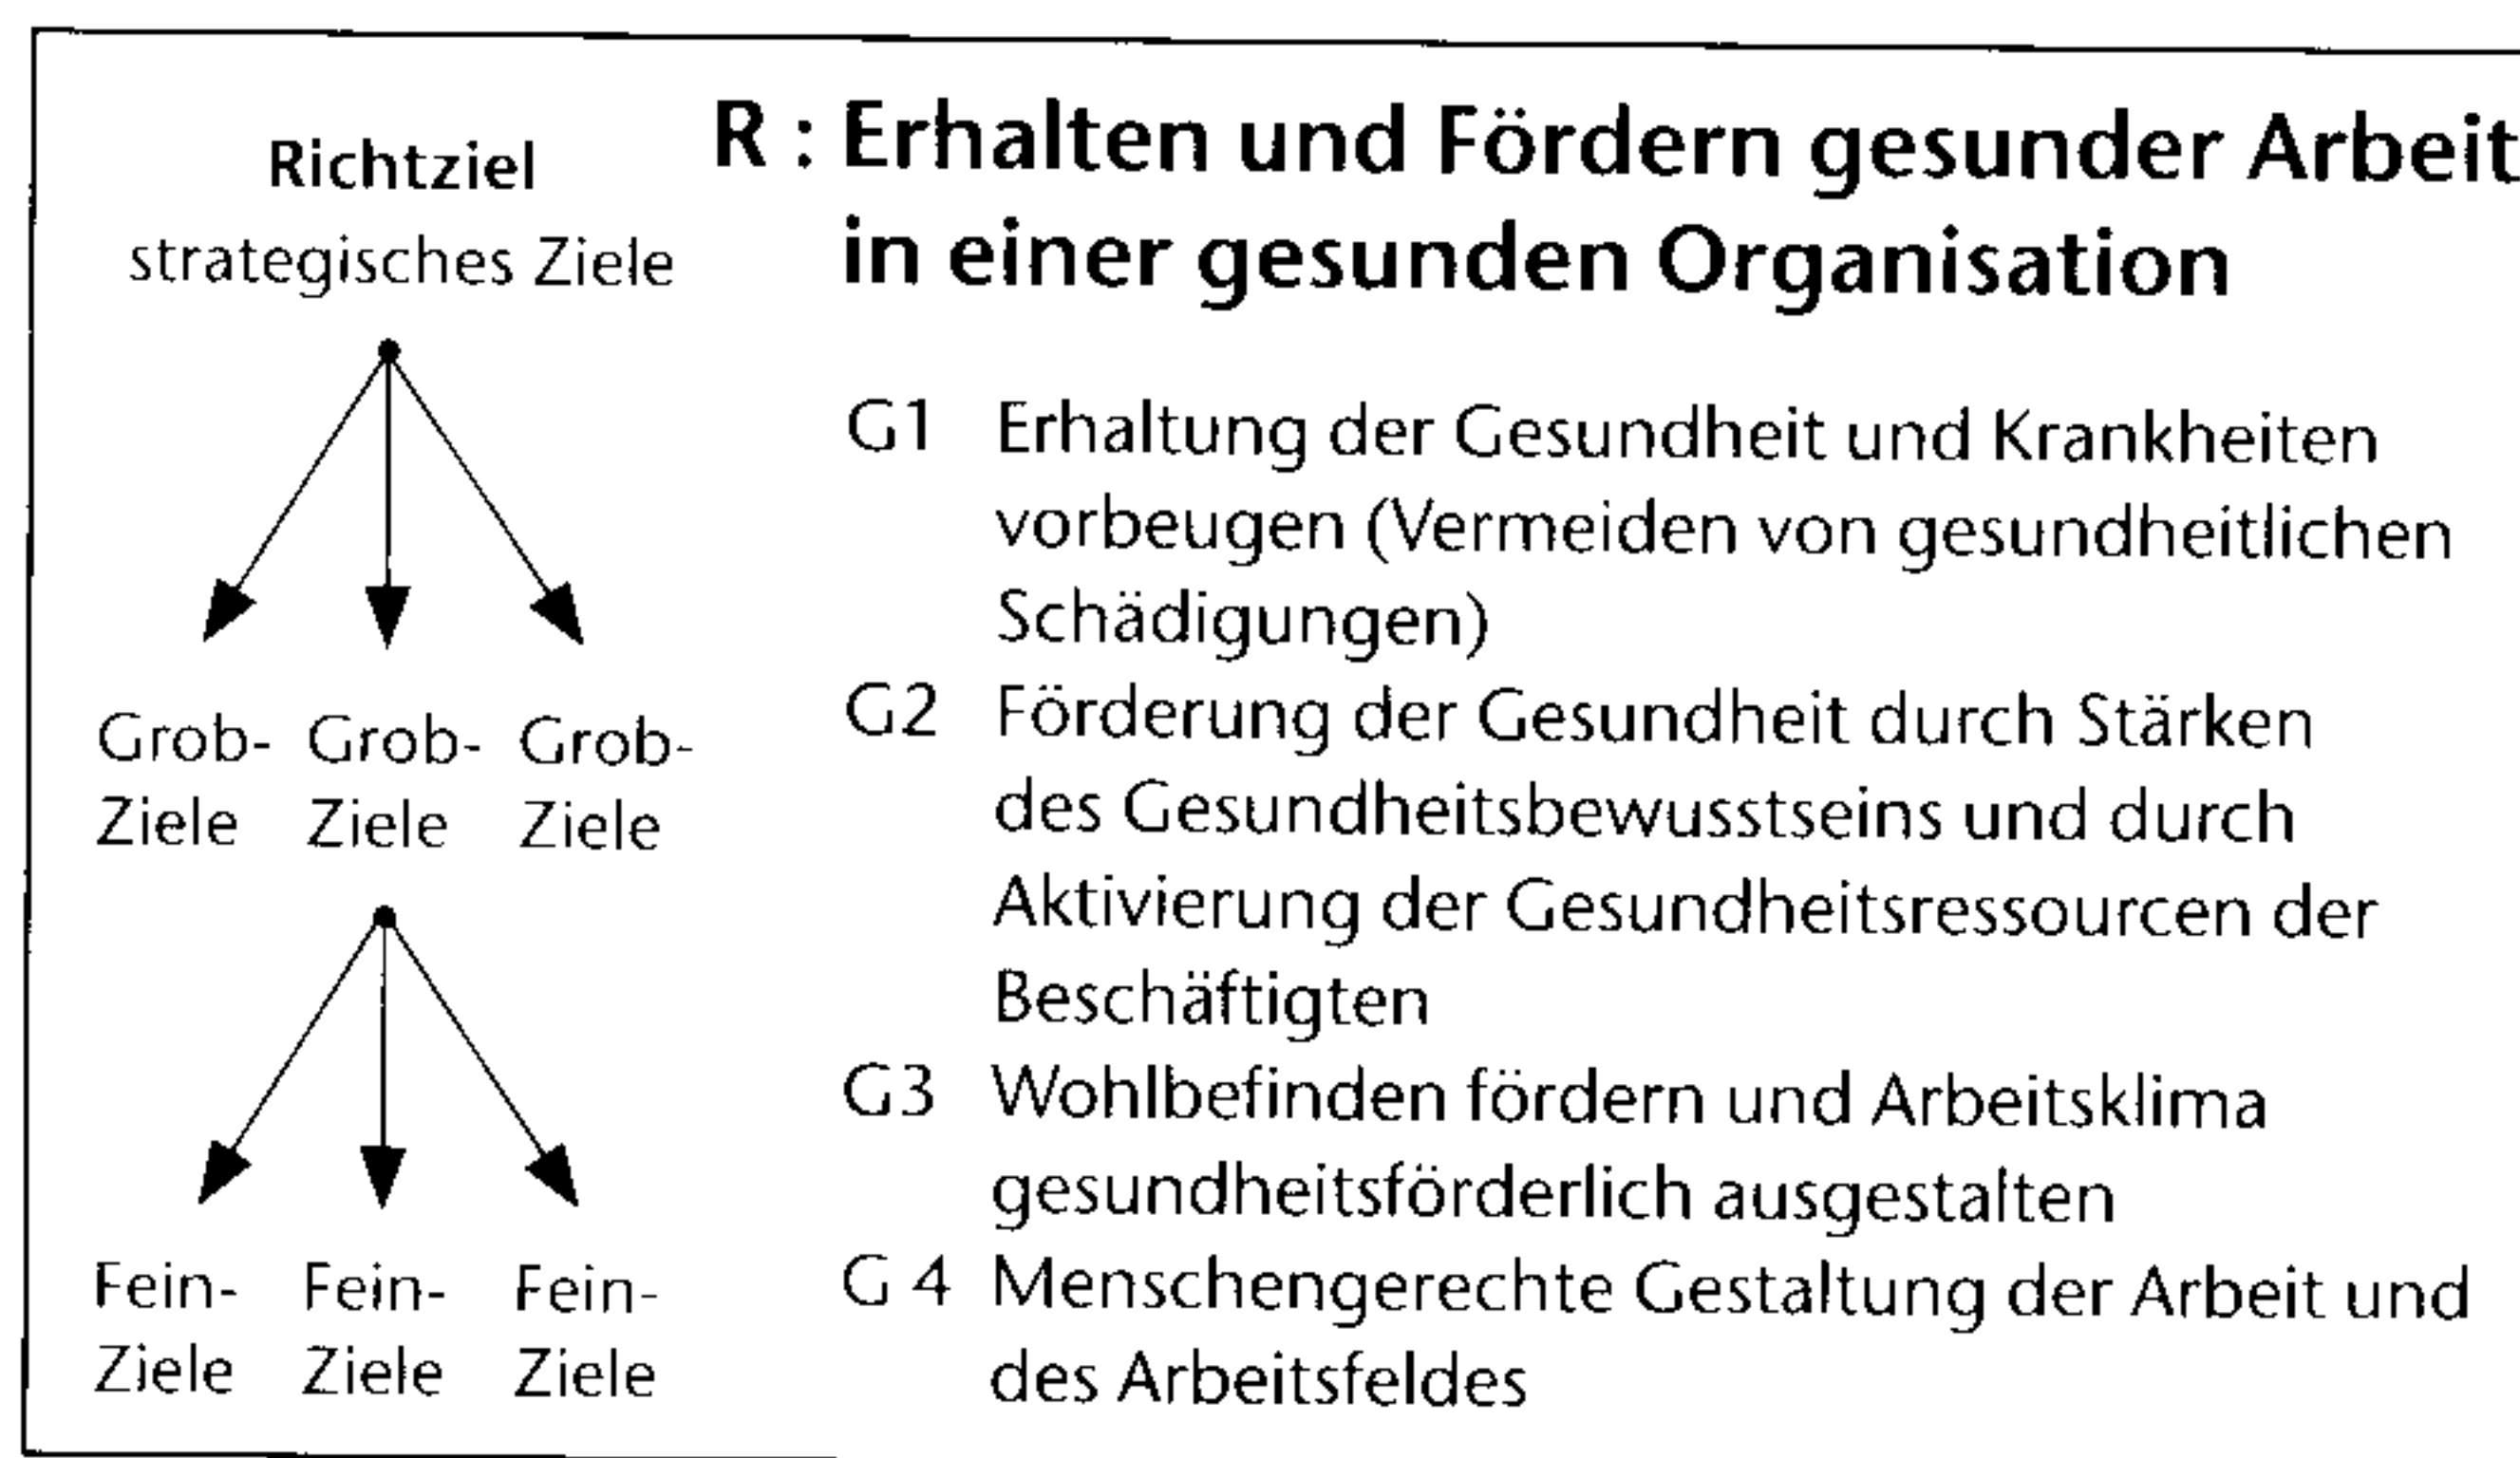 Richtziel
strategisches Ziele
Grob- Grob- Grob-
Ziele Ziele Ziele
Fein- Fein- Fein-
Ziele Ziele Ziele
R : Erhalten und Fördern gesunder Arbeit
in einer gesunden Organisation
G1 Erhaltung der Gesundheit und Krankheiten
vorbeugen (Vermeiden von gesundheitlichen
Schädigungen)
G2 Förderung der Gesundheit durch Stärken
des Gesundheitsbewusstseins und durch
Aktivierung der Gesundheitsressourcen der
Beschäftigten
G3 Wohlbefinden fördern und Arbeitsklima
gesundheitsförderlich ausgestalten
G 4 Menschengerechte Gestaltung der Arbeit und
des Arbeitsfeldes